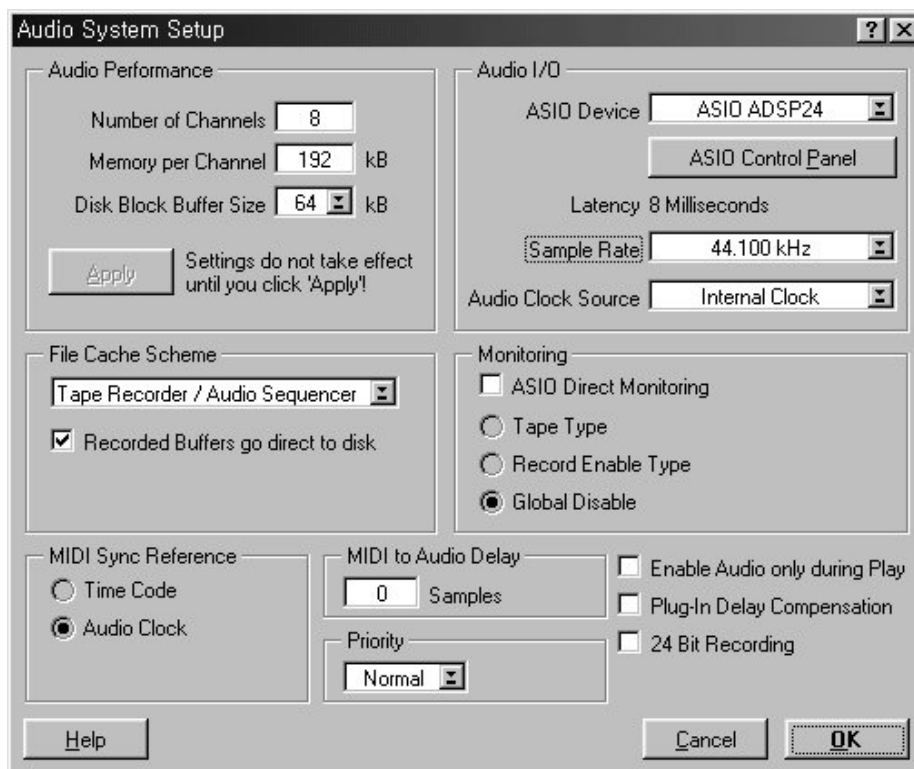 Audio System Setup
Audio Performance
Number of Channels 8
Memory per Channel 192 kB
Disk Block Buffer Size 64 kB
Apply
Settings do not take effect
until you click 'Apply'!
Audio I/O
ASIO Device ASIO ADSP24
ASIO Control Panel
Latency 8 Milliseconds
Sample Rate 44.100 kHz
Audio Clock Source Internal Clock
File Cache Scheme
Tape Recorder / Audio Sequencer
Recorded Buffers go direct to disk
Monitoring
ASIO Direct Monitoring
Tape Type
Record Enable Type
Global Disable
MIDI Sync Reference
Time Code
Audio Clock
MIDI to Audio Delay
0 Samples
Priority
Normal
Enable Audio only during Play
Plug-In Delay Compensation
24 Bit Recording
Help
Cancel
OK